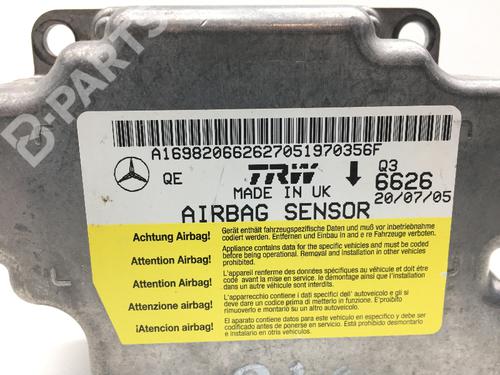 B-PARTS
A169820662627051970356F
QE
TRW
Q3
MADE IN UK
6626
AIRBAG SENSOR
20/07/05
Achtung Airbag!
Gerät enthält fahrzeugspezifische Daten und muß vor inbetriebnahme
codiert werden. Entfernen und Einbau in and e re Fahrzeuge verboten.
Attention Airbag!
Appliance contains data for the specific vehicles and must be coded
before being operational. Removal and Installation in other vehicles
prohibited.
Attention Airbag!
L'appareil renferme des données spécifiques au véhicule et doit être
codé avant la mise en service. le démontage ainsi que l'installation
dans un autre véhicule sont interdits.
Attenzione airbag!
L'apparecchio contiene i dati specifici dell' autoveicolo e gli si
deve dare un codice prima di metterlo in funzione. E'proibito
rimuoverlo e montarlo su altri autoveicoli.
¡Atencion airbag!
El aparato contiene datos para un vehículo en especifico y debe ser
codificado antes de ponerse en servicio. Está prohibido desmontarlo
e instalarlo en otros vehículos.